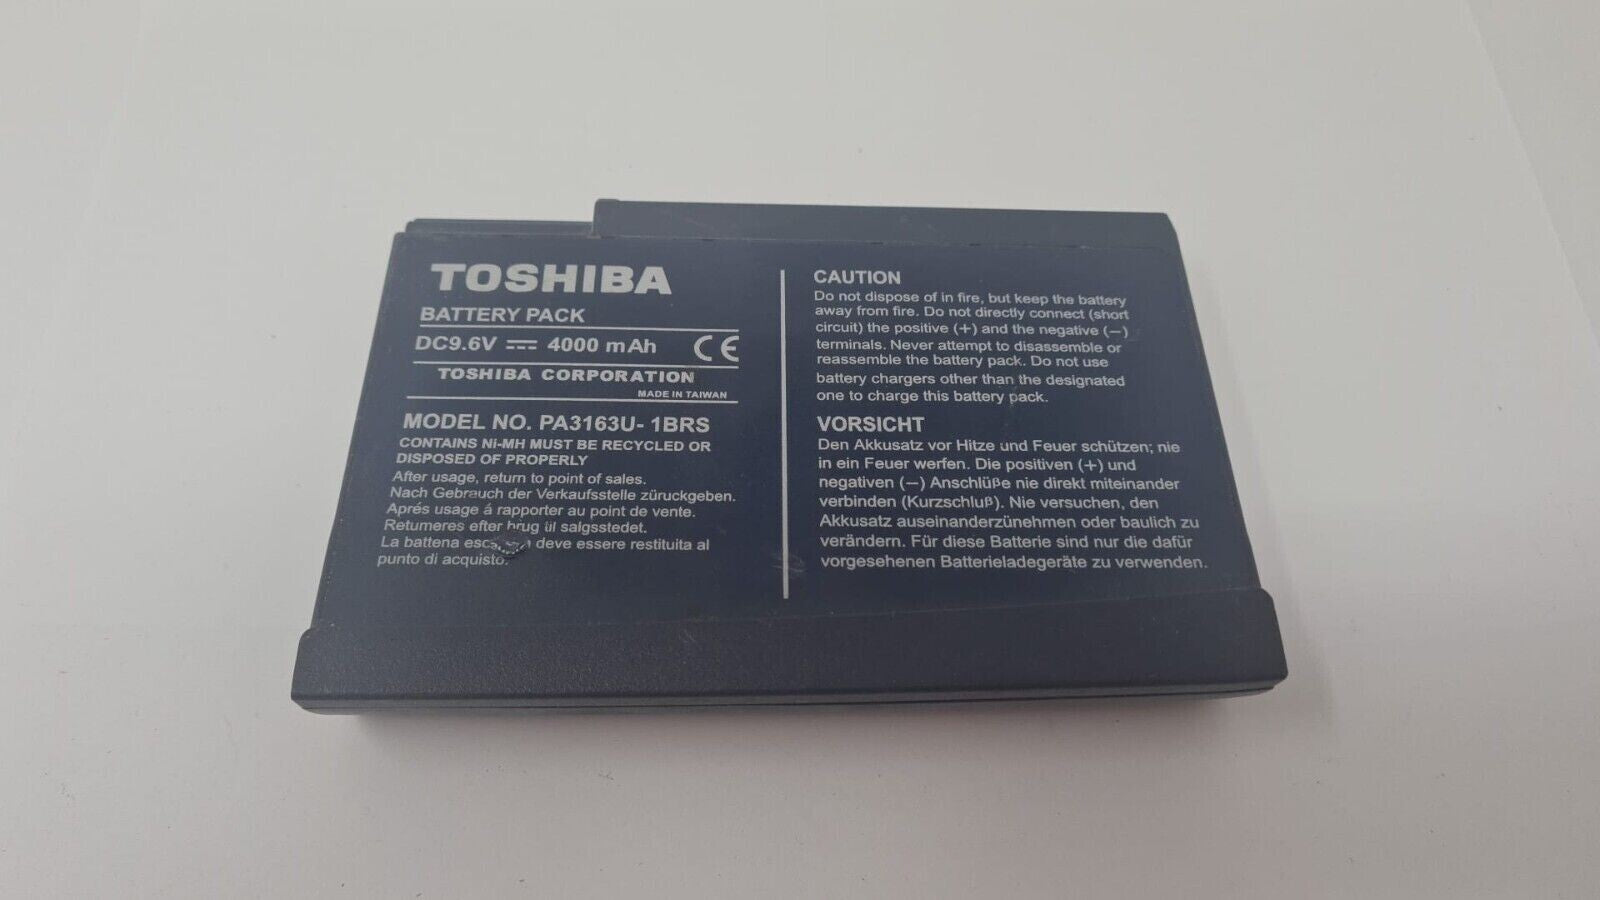 TOSHIBA
BATTERY PACK
DC9.6V ⎓ 4000 mAh CE
TOSHIBA CORPORATION
MADE IN TAIWAN
MODEL NO. PA3163U- 1BRS
CONTAINS Ni-MH MUST BE RECYCLED OR
DISPOSED OF PROPERLY
After usage, return to point of sales.
Nach Gebrauch der Verkaufsstelle züruckgeben.
Aprés usage á rapporter au point de vente.
Retumeres efter brug til salgsstedet.
La battena deve essere restituita al
punto di acquisto.
CAUTION
Do not dispose of in fire, but keep the battery
away from fire. Do not directly connect (short
circuit) the positive (+) and the negative (—)
terminals. Never attempt to disassemble or
reassemble the battery pack. Do not use
battery chargers other than the designated
one to charge this battery pack.
VORSICHT
Den Akkusatz vor Hitze und Feuer schützen; nie
in ein Feuer werfen. Die positiven (+) und
negativen (—) Anschlüße nie direkt miteinander
verbinden (Kurzschluß). Nie versuchen, den
Akkusatz auseinanderzünehmen oder baulich zu
verändern. Für diese Batterie sind nur die dafür
vorgesehenen Batterieladegeräte zu verwenden.